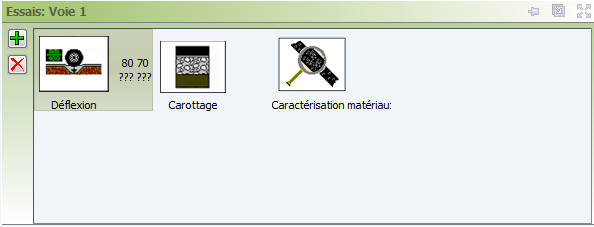 Essais: Voie 1
80 70
??? ???
Déflexion
Carottage
Caractérisation matériau: